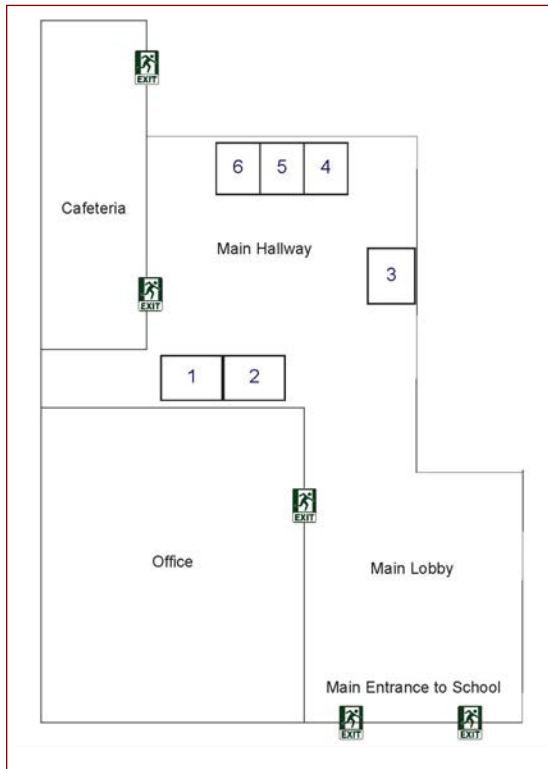 EXIT
6 5 4
Cafeteria
Main Hallway
3
EXIT
1 2
EXIT
Office
Main Lobby
Main Entrance to School
EXIT EXIT